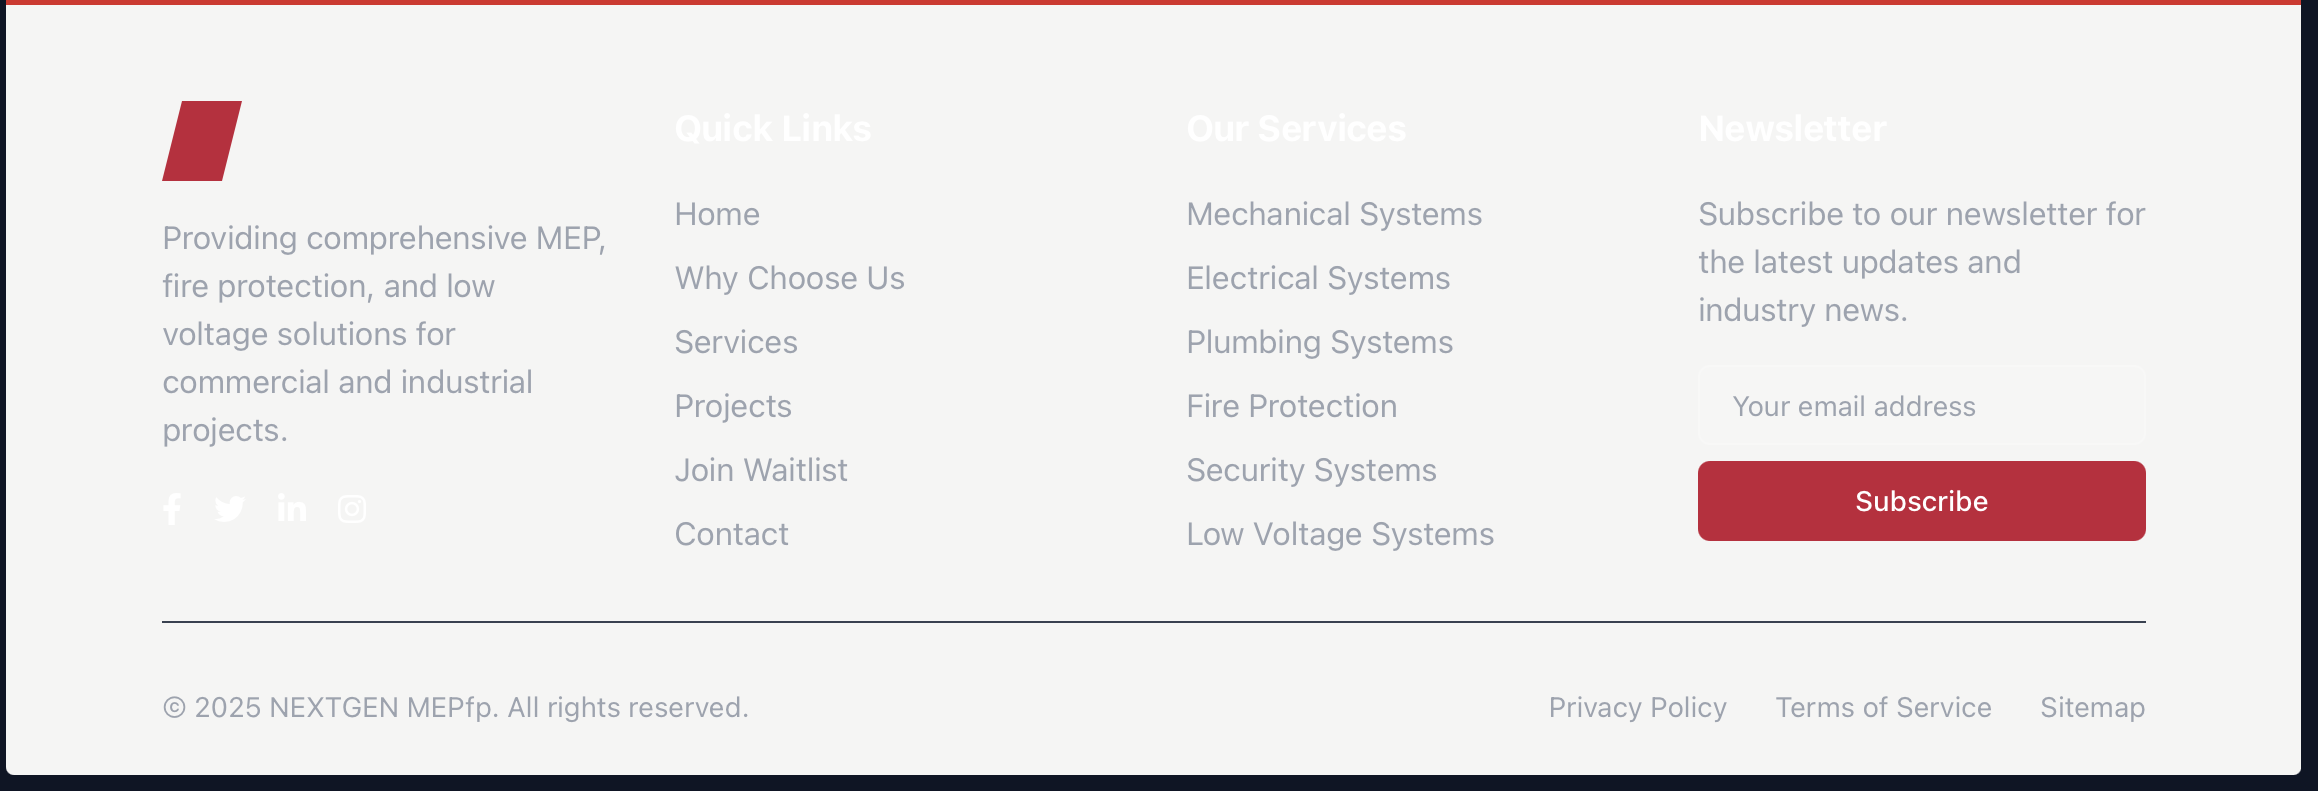 Providing comprehensive MEP,
fire protection, and low
voltage solutions for
commercial and industrial
projects.
Quick Links
Home
Why Choose Us
Services
Projects
Join Waitlist
Contact
Our Services
Mechanical Systems
Electrical Systems
Plumbing Systems
Fire Protection
Security Systems
Low Voltage Systems
Newsletter
Subscribe to our newsletter for
the latest updates and
industry news.
Your email address
Subscribe
© 2025 NEXTGEN MEPfp. All rights reserved.
Privacy Policy
Terms of Service
Sitemap